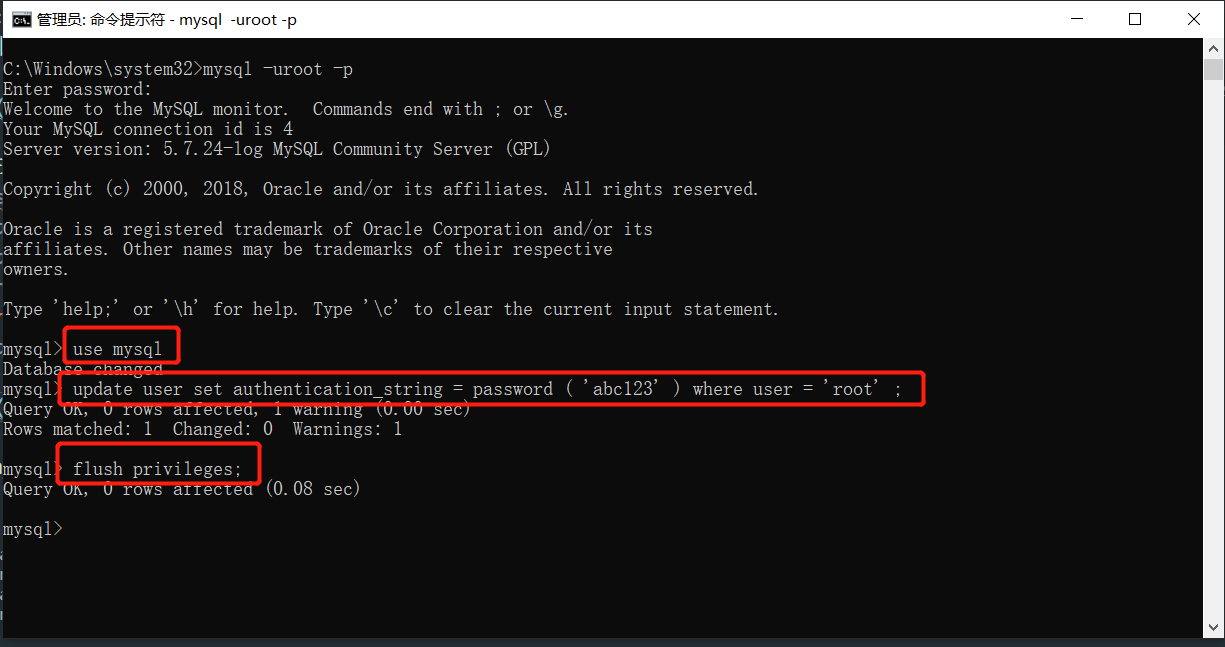 管理员: 命令提示符 - mysql -uroot -p
C:\Windows\system32>mysql -uroot -p
Enter password:
Welcome to the MySQL monitor.  Commands end with ; or \g.
Your MySQL connection id is 4
Server version: 5.7.24-log MySQL Community Server (GPL)
Copyright (c) 2000, 2018, Oracle and/or its affiliates. All rights reserved.
Oracle is a registered trademark of Oracle Corporation and/or its
affiliates. Other names may be trademarks of their respective
owners.
Type 'help;' or '\h' for help. Type '\c' to clear the current input statement.
mysql> use mysql
Database changed
mysql> update user set authentication_string = password ( 'abc123' ) where user = 'root' ;
Query OK, 0 rows affected, 1 warning (0.00 sec)
Rows matched: 1  Changed: 0  Warnings: 1
mysql> flush privileges;
Query OK, 0 rows affected (0.08 sec)
mysql>